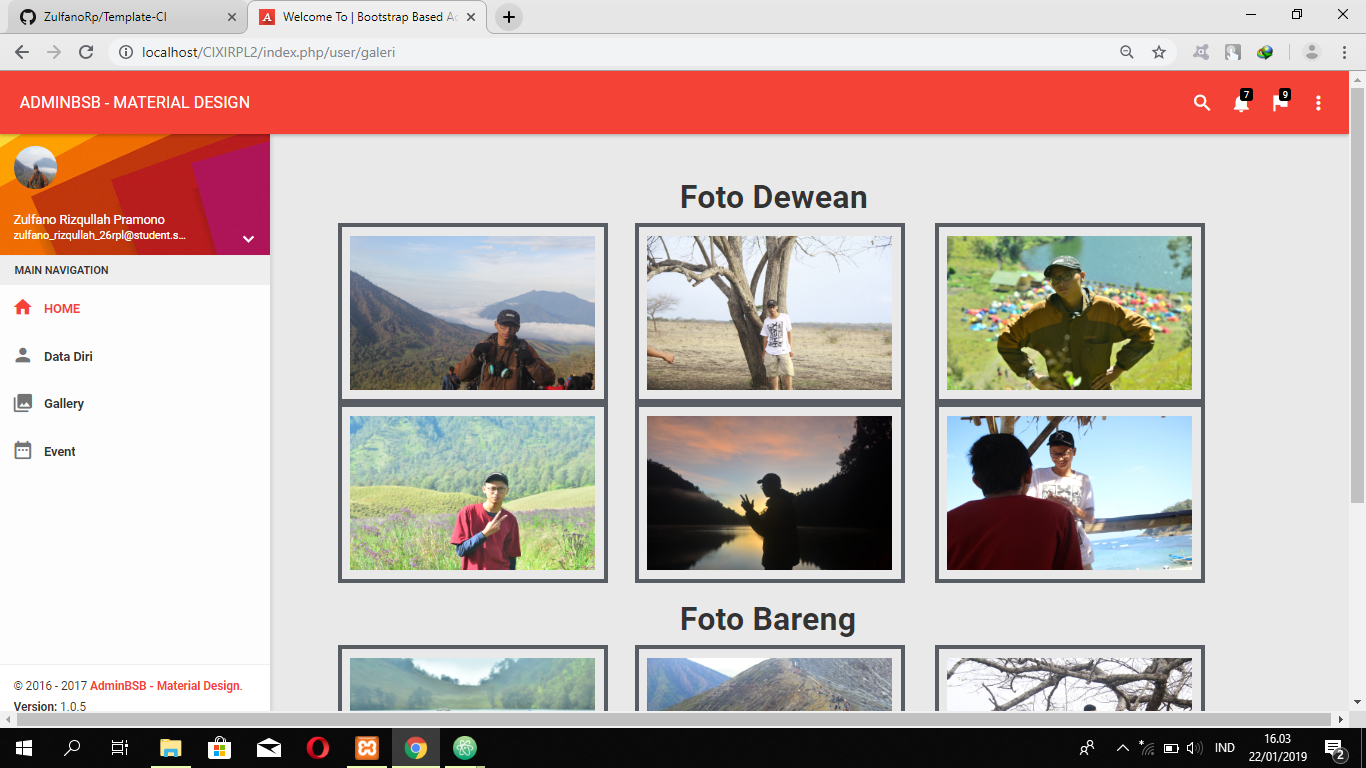 ZulfanoRp/Template-CI
Welcome To | Bootstrap Based Ad
localhost/CIXIRPL2/index.php/user/galeri
ADMINBSB - MATERIAL DESIGN
7
9
Zulfano Rizqullah Pramono
zulfano_rizqullah_26rpl@student.s...
MAIN NAVIGATION
HOME
Data Diri
Gallery
Event
Foto Dewean
Foto Bareng
© 2016 - 2017 AdminBSB - Material Design.
Version: 1.0.5
IND
16.03
22/01/2019
2